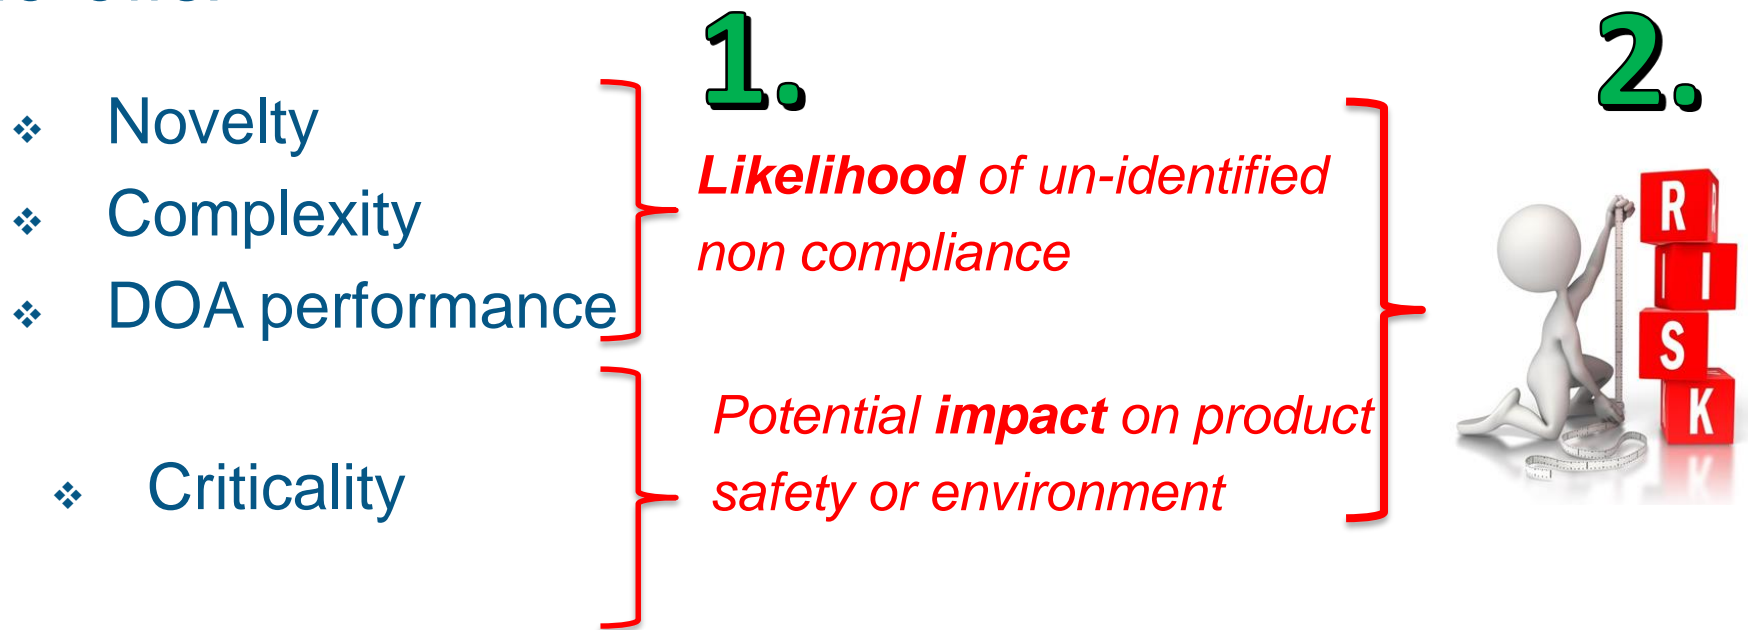 1.
2.
❖ Novelty
❖ Complexity
❖ DOA performance
❖ Criticality
Likelihood of un-identified
non compliance
Potential impact on product
safety or environment
R
I
S
K